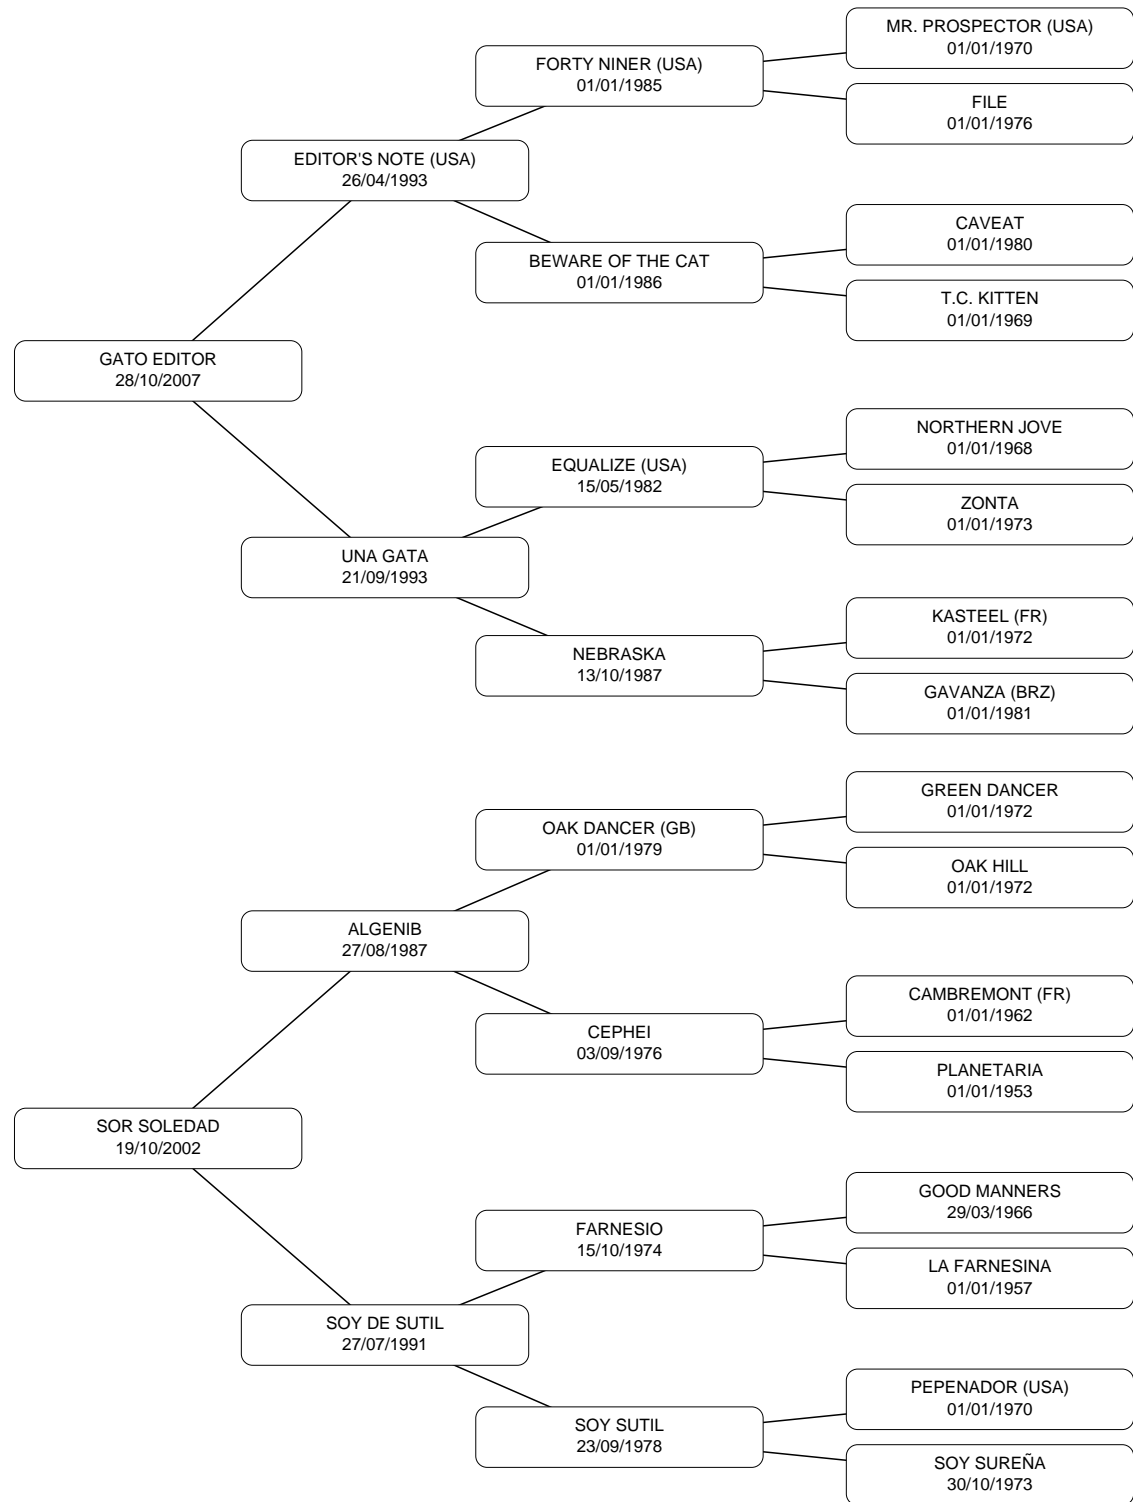 MR. PROSPECTOR (USA)
01/01/1970
FORTY NINER (USA)
01/01/1985
FILE
01/01/1976
EDITOR'S NOTE (USA)
26/04/1993
CAVEAT
01/01/1980
BEWARE OF THE CAT
01/01/1986
T.C. KITTEN
01/01/1969
GATO EDITOR
28/10/2007
NORTHERN JOVE
01/01/1968
EQUALIZE (USA)
15/05/1982
ZONTA
01/01/1973
UNA GATA
21/09/1993
KASTEEL (FR)
01/01/1972
NEBRASKA
13/10/1987
GAVANZA (BRZ)
01/01/1981
GREEN DANCER
01/01/1972
OAK DANCER (GB)
01/01/1979
OAK HILL
01/01/1972
ALGENIB
27/08/1987
CAMBREMONT (FR)
01/01/1962
CEPHEI
03/09/1976
PLANETARIA
01/01/1953
SOR SOLEDAD
19/10/2002
GOOD MANNERS
29/03/1966
FARNESIO
15/10/1974
LA FARNESINA
01/01/1957
SOY DE SUTIL
27/07/1991
PEPENADOR (USA)
01/01/1970
SOY SUTIL
23/09/1978
SOY SUREÑA
30/10/1973